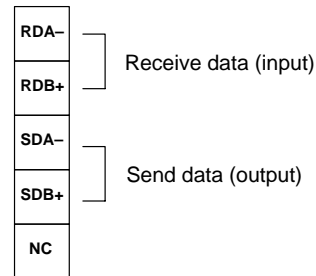 RDA–
RDB+
Receive data (input)
SDA–
SDB+
Send data (output)
NC